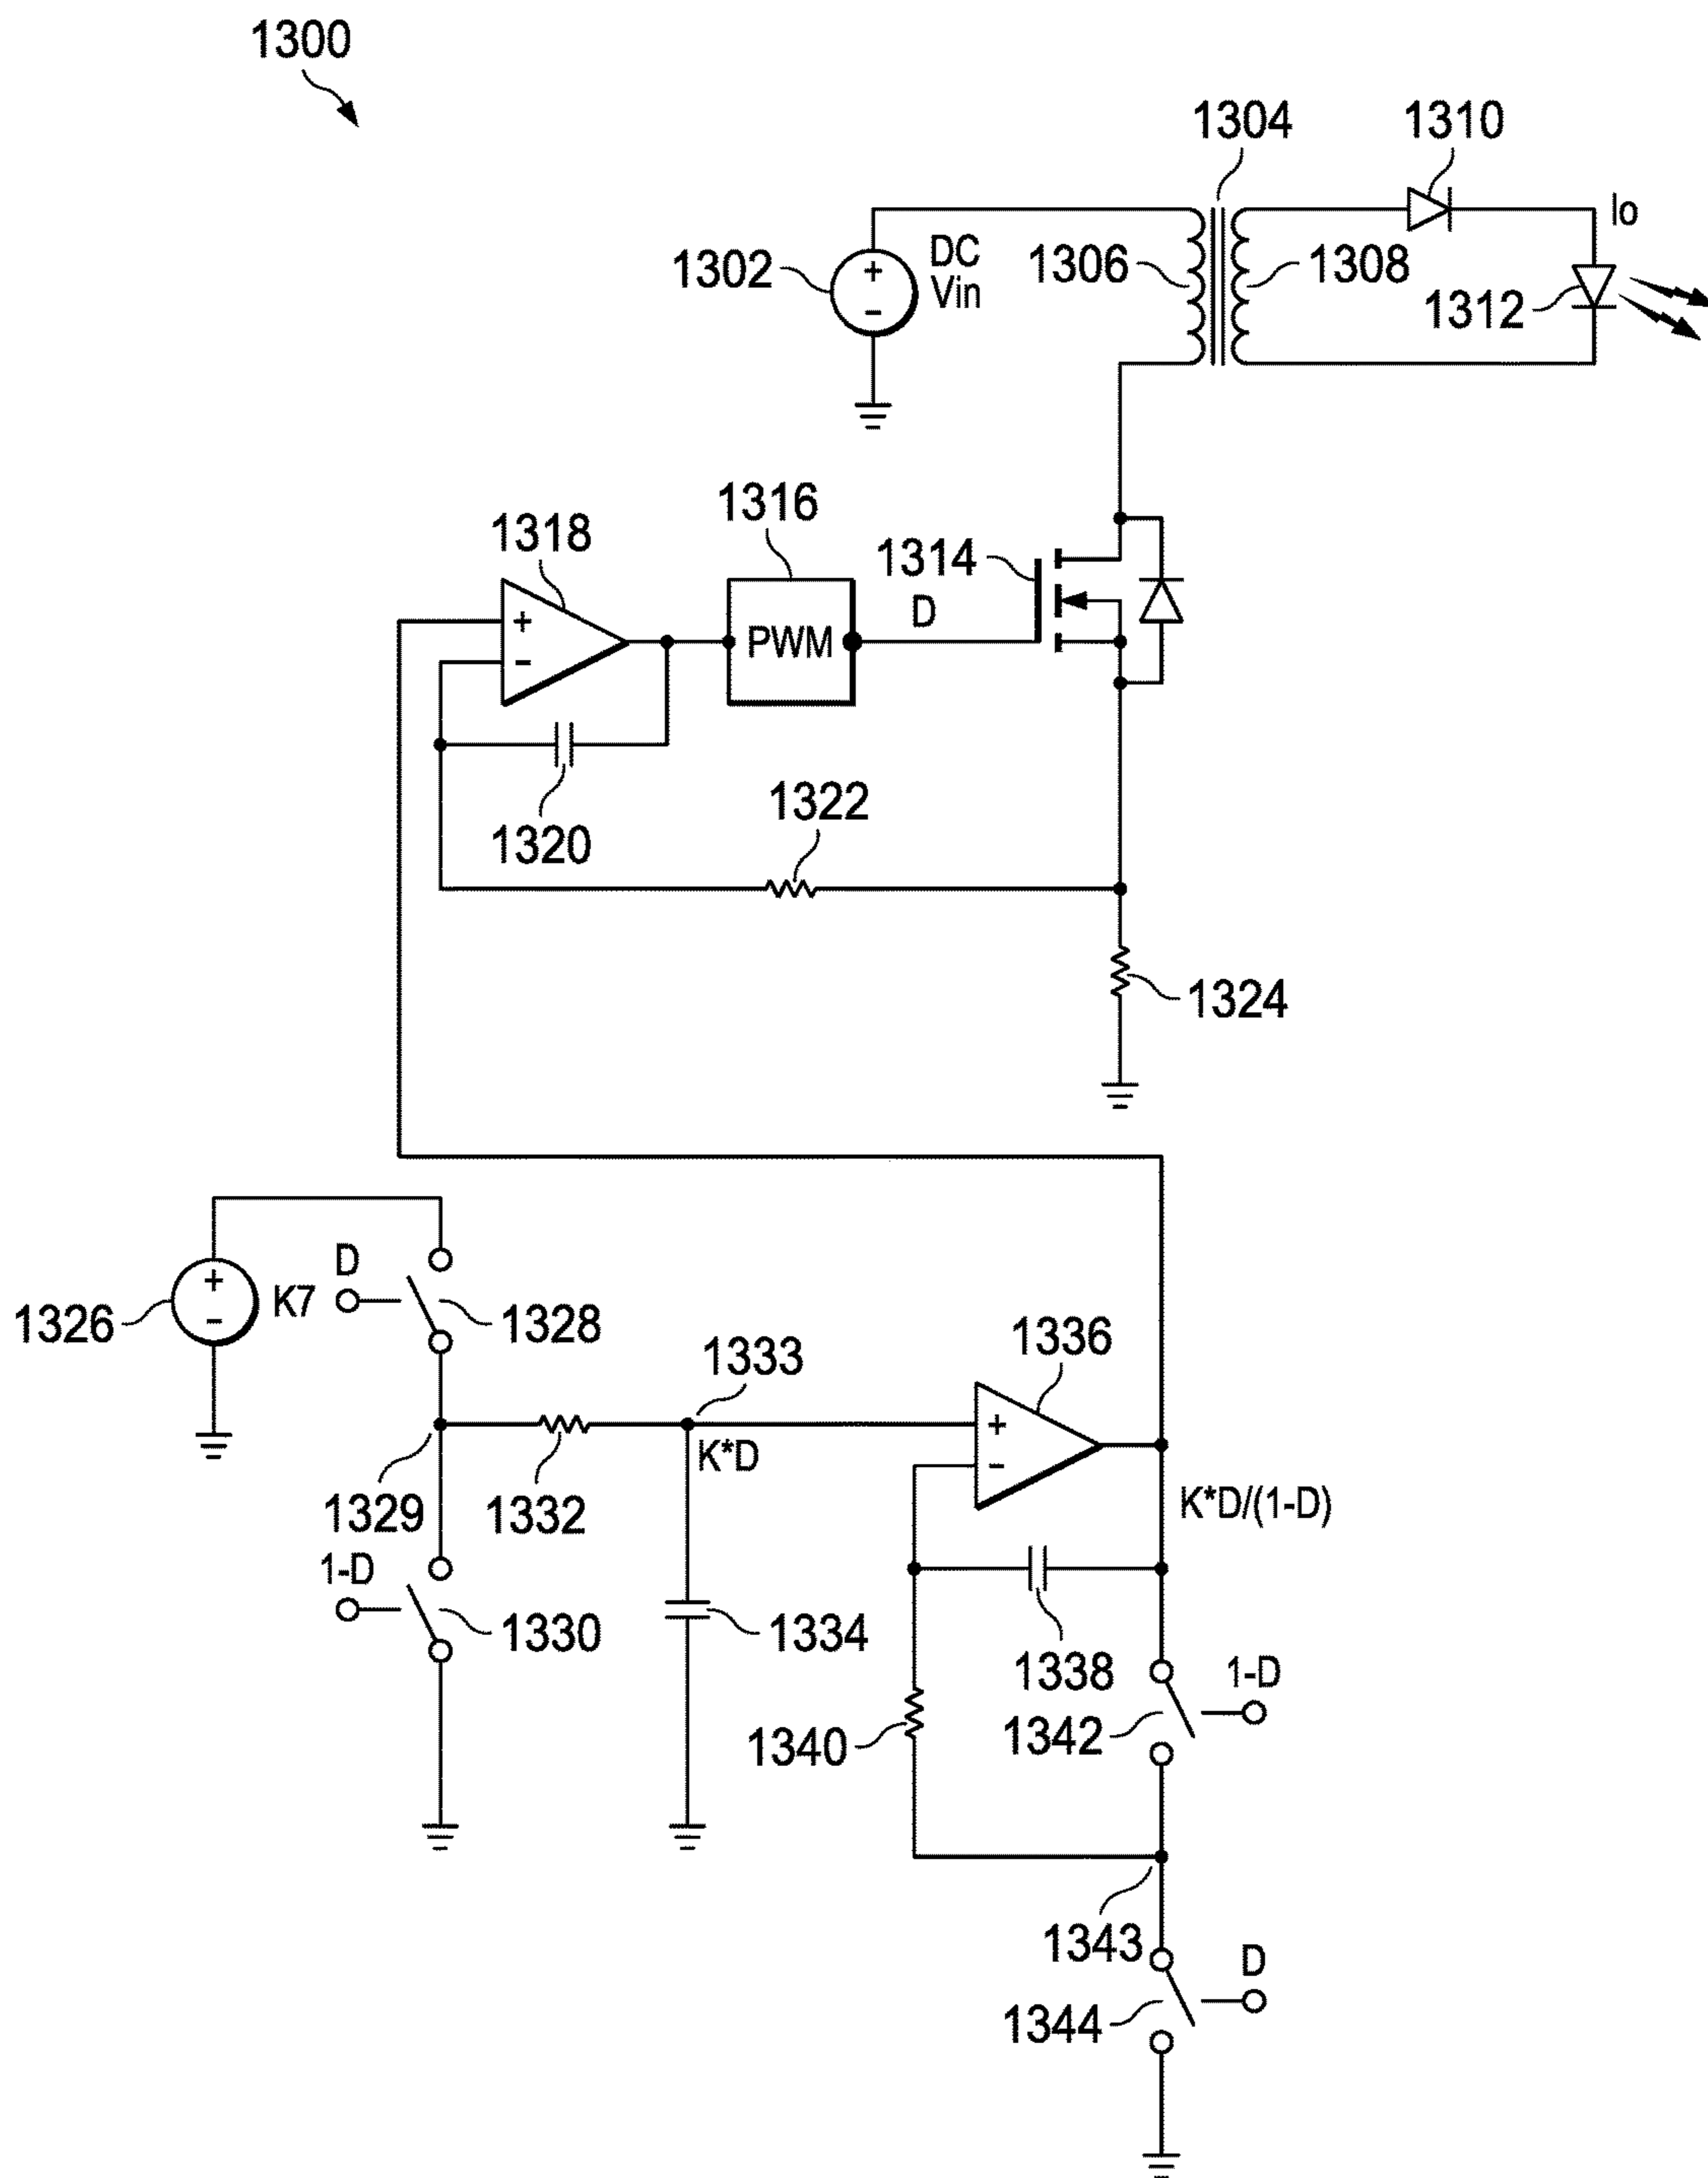 1300
1304
1310
Io
1302
+
-
DC
Vin
1306
1308
1312
1316
1318
1314
D
+
-
PWM
1322
1320
1324
D
+
-
K7
1326
1328
1336
1333
+
-
K*D
1329
1332
K*D/(1-D)
1-D
1330
1334
1338
1-D
1340
1342
1343
D
1344